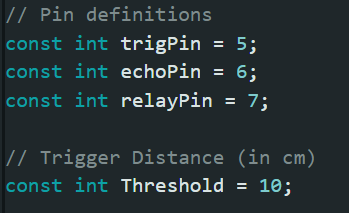 // Pin definitions
const int trigPin = 5;
const int echoPin = 6;
const int relayPin = 7;
// Trigger Distance (in cm)
const int Threshold = 10;